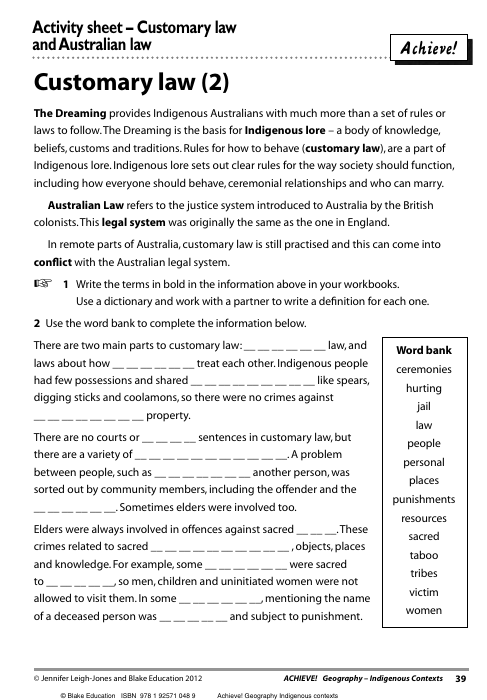 Activity sheet – Customary law
and Australian law
Achieve!
Customary law (2)
The Dreaming provides Indigenous Australians with much more than a set of rules or
laws to follow. The Dreaming is the basis for Indigenous lore – a body of knowledge,
beliefs, customs and traditions. Rules for how to behave (customary law), are a part of
Indigenous lore. Indigenous lore sets out clear rules for the way society should function,
including how everyone should behave, ceremonial relationships and who can marry.
Australian Law refers to the justice system introduced to Australia by the British
colonists. This legal system was originally the same as the one in England.
In remote parts of Australia, customary law is still practised and this can come into
conflict with the Australian legal system.
1 Write the terms in bold in the information above in your workbooks.
Use a dictionary and work with a partner to write a definition for each one.
2 Use the word bank to complete the information below.
There are two main parts to customary law: __ __ __ __ __ __ law, and
laws about how __ __ __ __ __ __ treat each other. Indigenous people
had few possessions and shared __ __ __ __ __ __ __ __ __ like spears,
digging sticks and coolamons, so there were no crimes against
__ __ __ __ __ __ __ __ property.
There are no courts or __ __ __ __ sentences in customary law, but
there are a variety of __ __ __ __ __ __ __ __ __ __ __. A problem
between people, such as __ __ __ __ __ __ __ another person, was
sorted out by community members, including the offender and the
__ __ __ __ __ __. Sometimes elders were involved too.
Elders were always involved in offences against sacred __ __ __. These
crimes related to sacred __ __ __ __ __ __ __ __ __ __, objects, places
and knowledge. For example, some __ __ __ __ __ __ were sacred
to __ __ __ __ __, so men, children and uninitiated women were not
allowed to visit them. In some __ __ __ __ __ __, mentioning the name
of a deceased person was __ __ __ __ __ and subject to punishment.
Word bank
ceremonies
hurting
jail
law
people
personal
places
punishments
resources
sacred
taboo
tribes
victim
women
© Jennifer Leigh-Jones and Blake Education 2012 ACHIEVE! Geography – Indigenous Contexts 39
© Blake Education ISBN 978 1 92571 048 9 Achieve! Geography Indigenous contexts